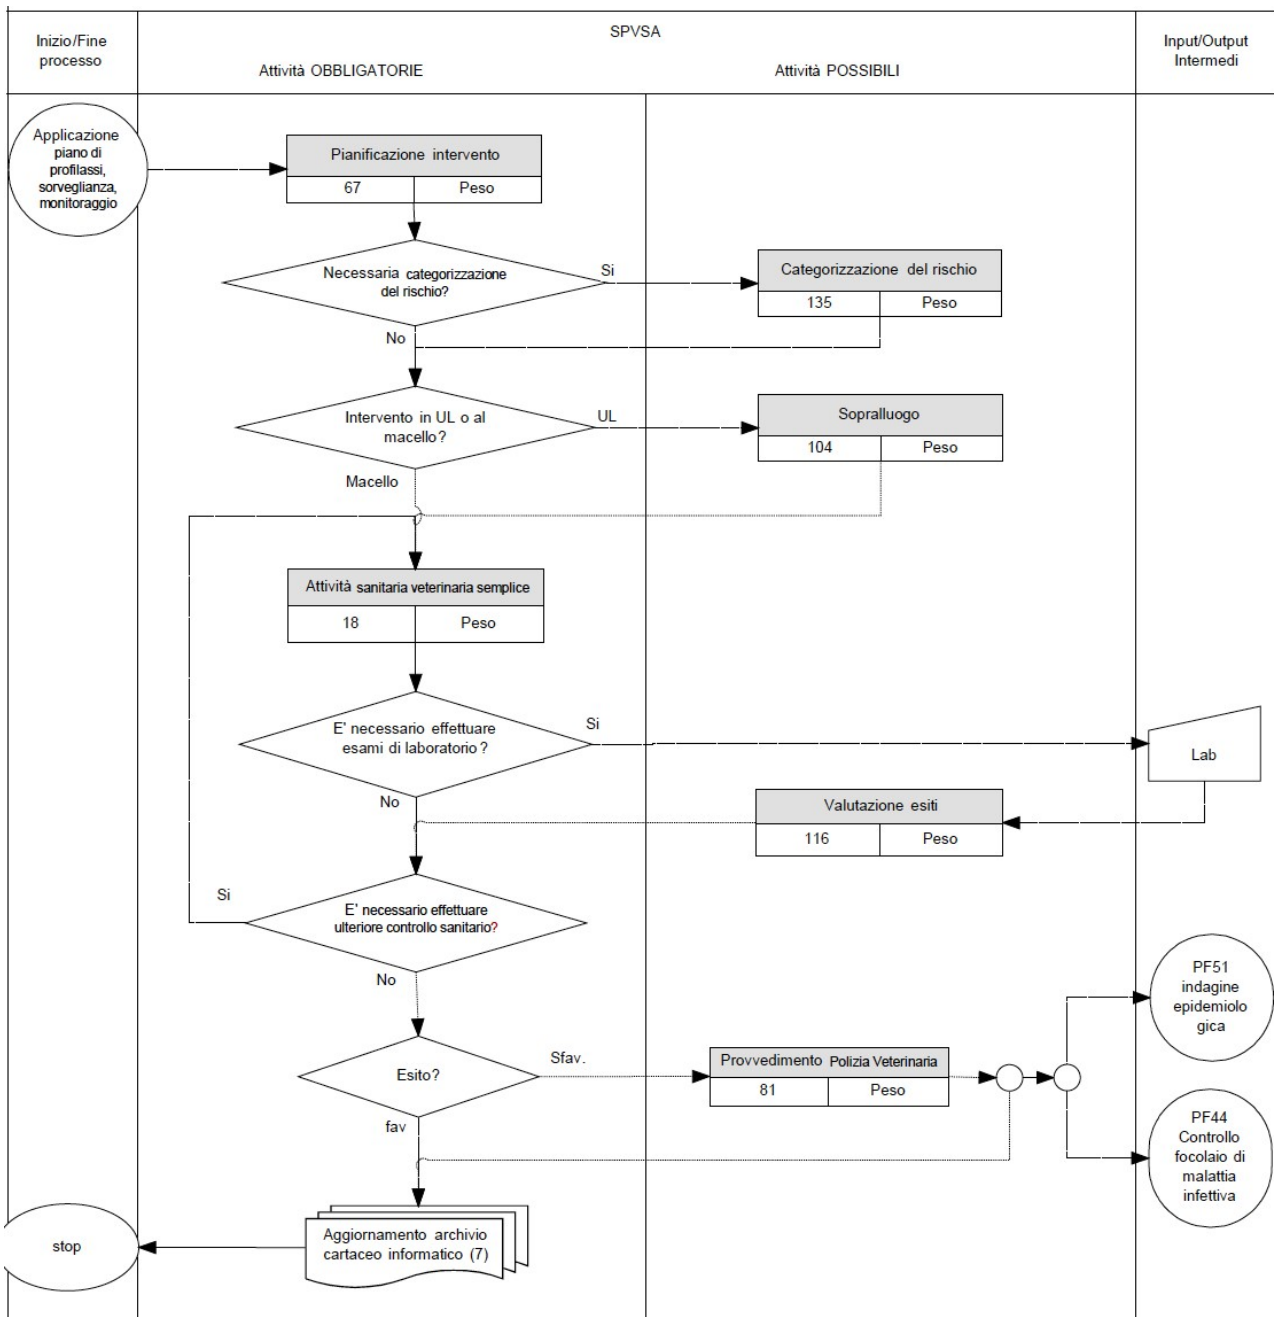 Inizio/Fine
processo
SPVSA
Attività OBBLIGATORIE
Attività POSSIBILI
Input/Output
Intermedi
Applicazione
piano di
profilassi,
sorveglianza,
monitoraggio
Pianificazione intervento
67 Peso
Necessaria categorizzazione
del rischio?
Si
No
Categorizzazione del rischio
135 Peso
Intervento in UL o al
macello?
UL
Macello
Sopralluogo
104 Peso
Attività sanitaria veterinaria semplice
18 Peso
E' necessario effettuare
esami di laboratorio?
Si
No
Lab
Valutazione esiti
116 Peso
Si
E' necessario effettuare
ulteriore controllo sanitario?
No
PF51
indagine
epidemiolo
gica
Esito?
Sfav.
fav
Provvedimento Polizia Veterinaria
81 Peso
PF44
Controllo
focolaio di
malattia
infettiva
Aggiornamento archivio
cartaceo informatico (7)
stop